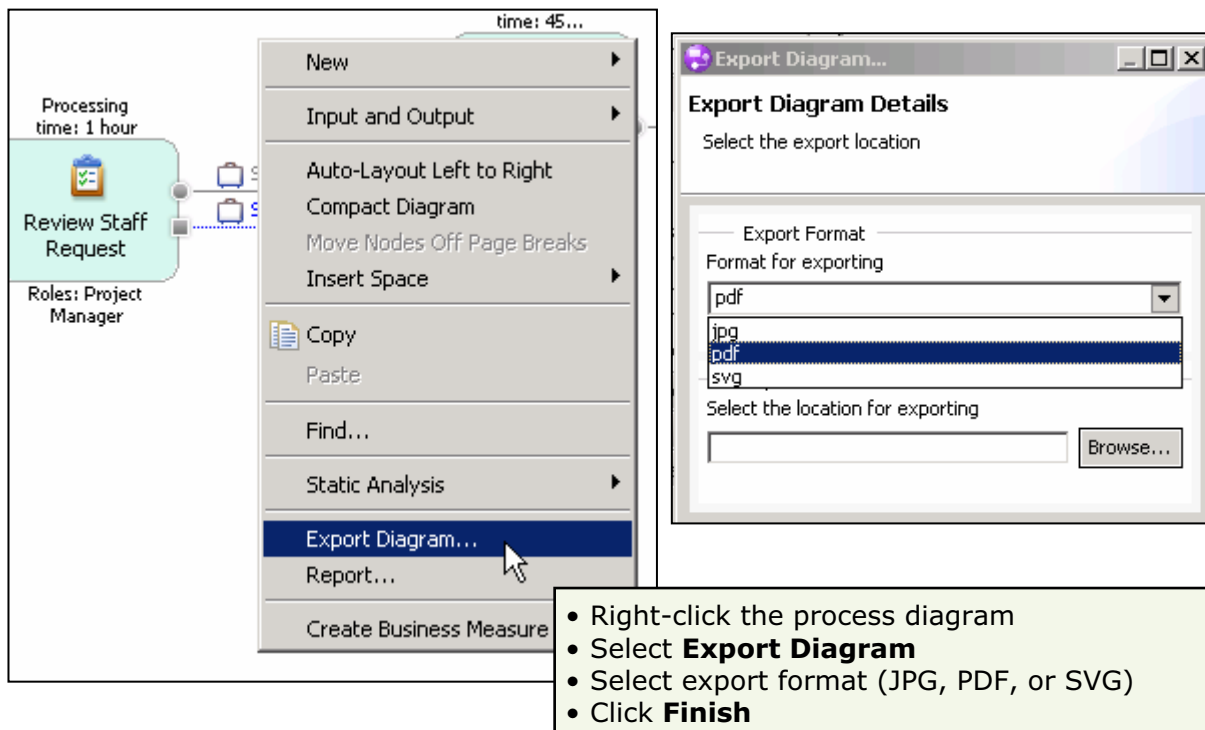 time: 45...
Processing
time: 1 hour
Review Staff
Request
Roles: Project
Manager
S
S
New
Input and Output
Auto-Layout Left to Right
Compact Diagram
Move Nodes Off Page Breaks
Insert Space
Copy
Paste
Find...
Static Analysis
Export Diagram...
Report...
Create Business Measure
Export Diagram...
Export Diagram Details
Select the export location
Export Format
Format for exporting
pdf
jpg
pdf
svg
Select the location for exporting
Browse...
• Right-click the process diagram
• Select Export Diagram
• Select export format (JPG, PDF, or SVG)
• Click Finish